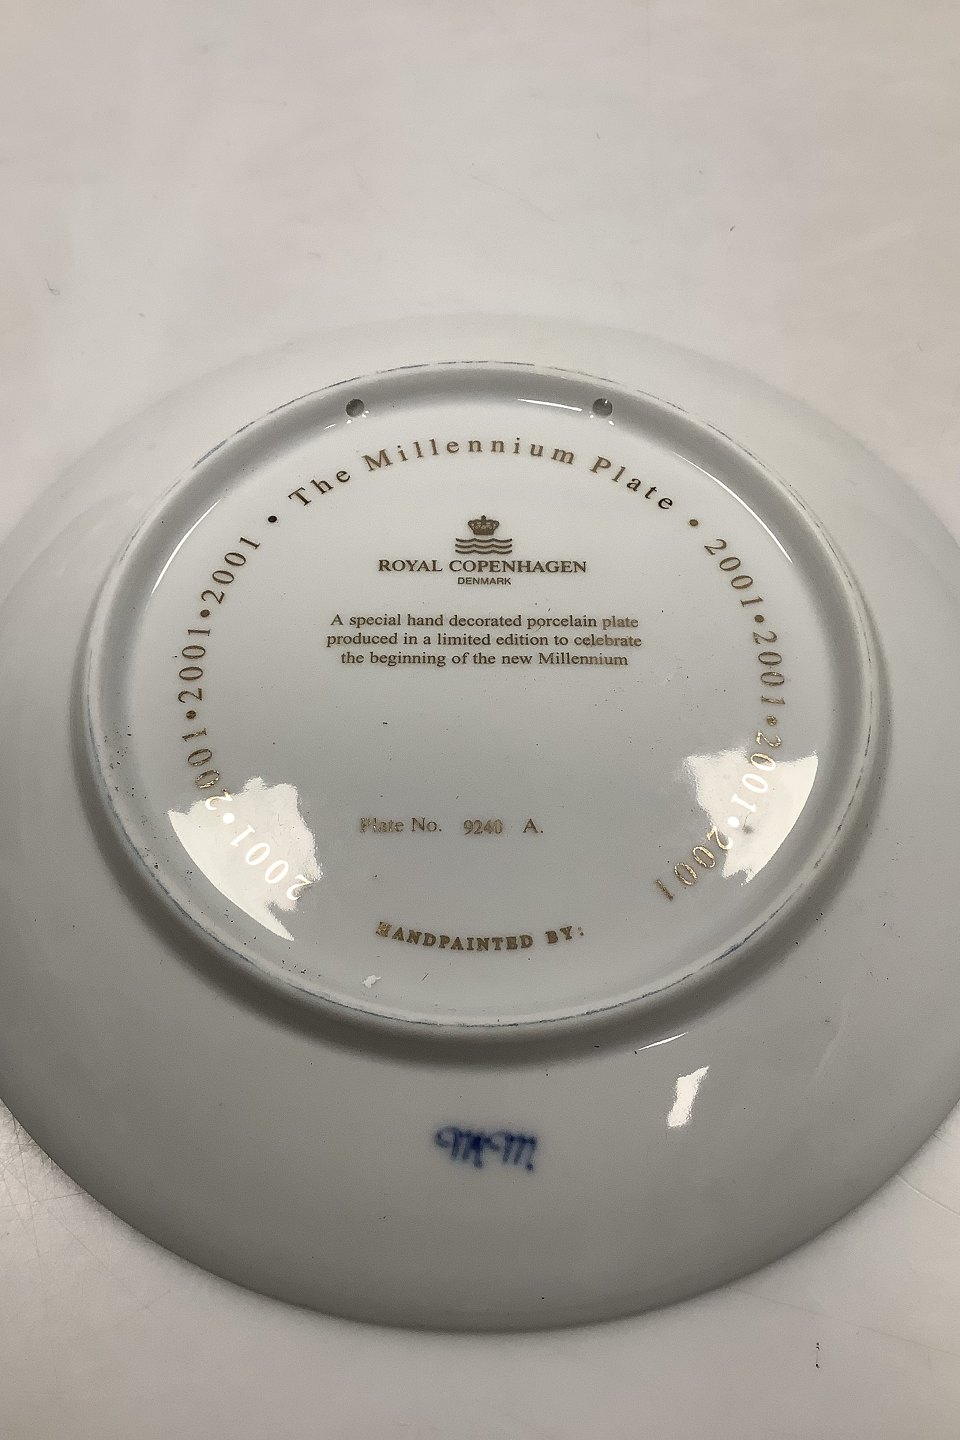 • The Millennium Plate •
2001•2001•2001•2001•2001
2001•2001•2001•2001
ROYAL COPENHAGEN
DENMARK
A special hand decorated porcelain plate
produced in a limited edition to celebrate
the beginning of the new Millennium
Plate No. 9240 A.
HANDPAINTED BY: